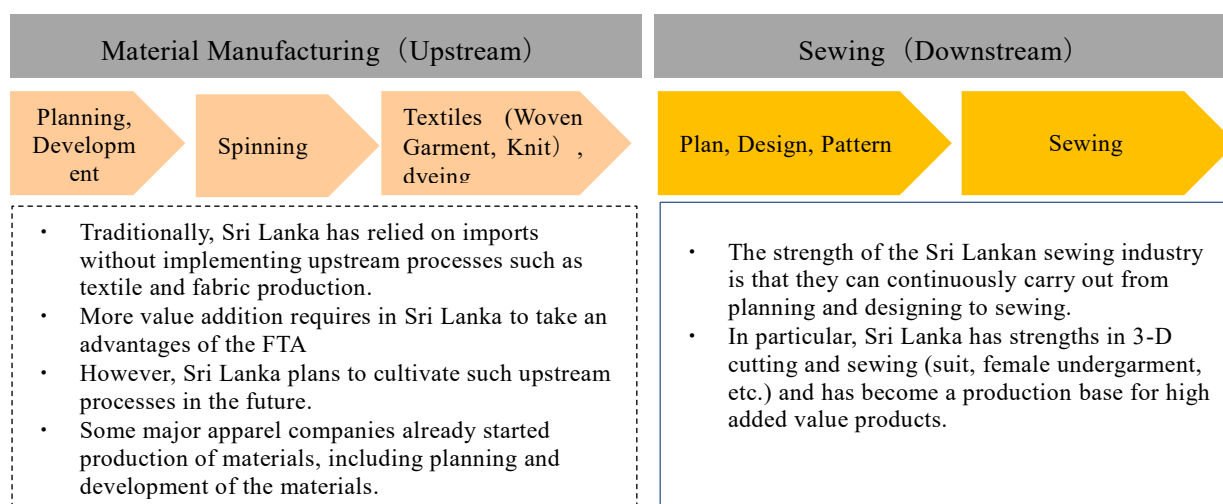 Material Manufacturing（Upstream）
Sewing（Downstream）
Planning,
Developm
ent
Spinning
Textiles (Woven
Garment, Knit）,
dyeing
Plan, Design, Pattern
Sewing
・ Traditionally, Sri Lanka has relied on imports
without implementing upstream processes such as
textile and fabric production.
・ More value addition requires in Sri Lanka to take an
advantages of the FTA
・ However, Sri Lanka plans to cultivate such upstream
processes in the future.
・ Some major apparel companies already started
production of materials, including planning and
development of the materials.
・ The strength of the Sri Lankan sewing industry
is that they can continuously carry out from
planning and designing to sewing.
・ In particular, Sri Lanka has strengths in 3-D
cutting and sewing (suit, female undergarment,
etc.) and has become a production base for high
added value products.